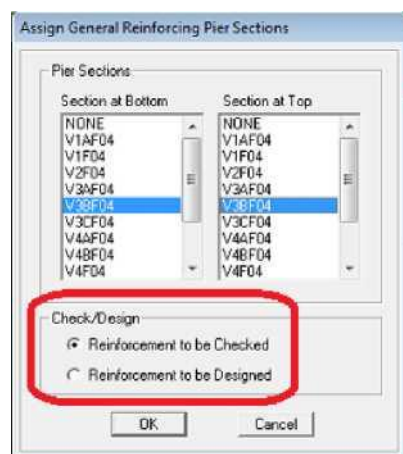 Assign General Reinforcing Pier Sections
Pier Sections
Section at Bottom
NONE
V1AF04
V1F04
V2F04
V3AF04
V3BF04
V3CF04
V4AF04
V4BF04
V4F04
Section at Top
NONE
V1AF04
V1F04
V2F04
V3AF04
V3BF04
V3CF04
V4AF04
V4BF04
V4F04
Check/Design
Reinforcement to be Checked
Reinforcement to be Designed
OK
Cancel